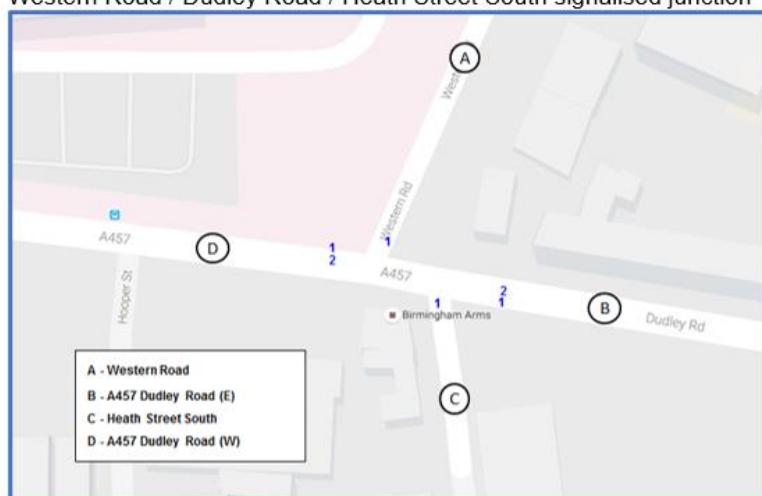 Western Road / Dudley Road / Heath Street South signalised junction
A
West
Western Rd
A457
D
1
2
1
A457
2
1
1
B
Dudley Rd
Hooper St
Birmingham Arms
C
A - Western Road
B - A457 Dudley Road (E)
C - Heath Street South
D - A457 Dudley Road (W)